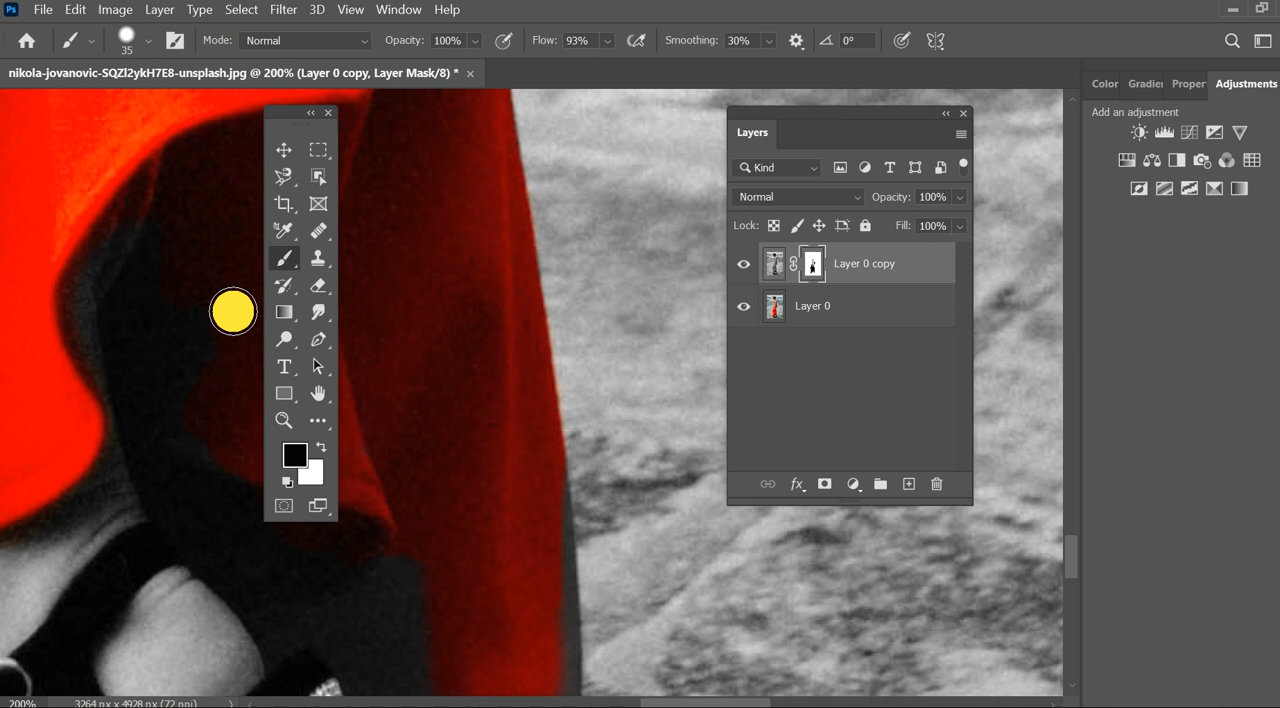 Ps File Edit Image Layer Type Select Filter 3D View Window Help
35 Mode: Normal Opacity: 100% Flow: 93% Smoothing: 30% 0°
nikola-jovanovic-SQZl2ykH7E8-unsplash.jpg @ 200% (Layer 0 copy, Layer Mask/8) * ×
Color Gradier Proper Adjustments
Add an adjustment
Layers
Kind
Normal Opacity: 100%
Lock: Fill: 100%
Layer 0 copy
Layer 0
fx
200% 3264 px x 4928 px (72 ppi)